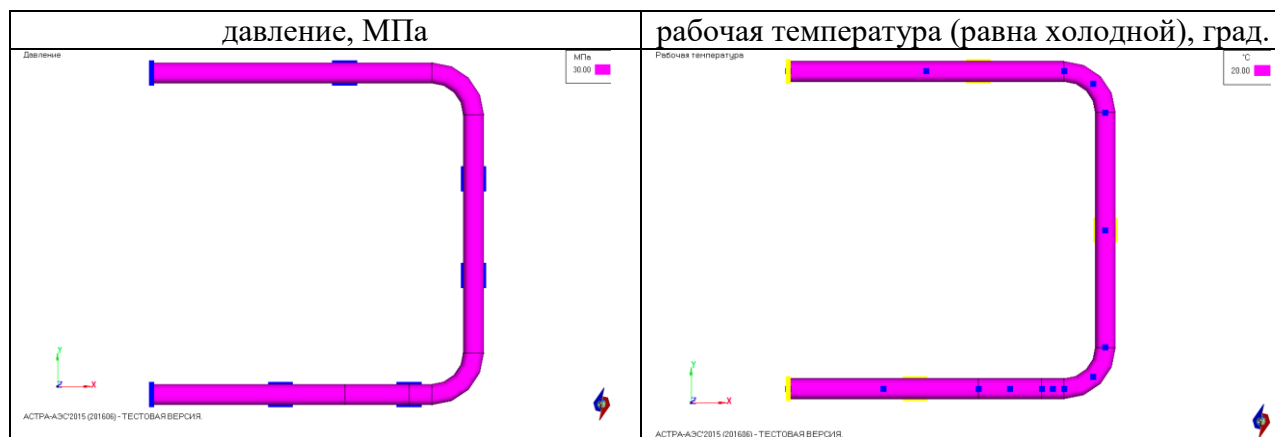 давление, МПа
рабочая температура (равна холодной), град.
Давление
МПа
30.00
Y
Z
X
АСТРА-АЭС'2015 (201606) - ТЕСТОВАЯ ВЕРСИЯ.
Рабочая температура
°C
20.00
Y
Z
X
АСТРА-АЭС'2015 (201606) - ТЕСТОВАЯ ВЕРСИЯ.